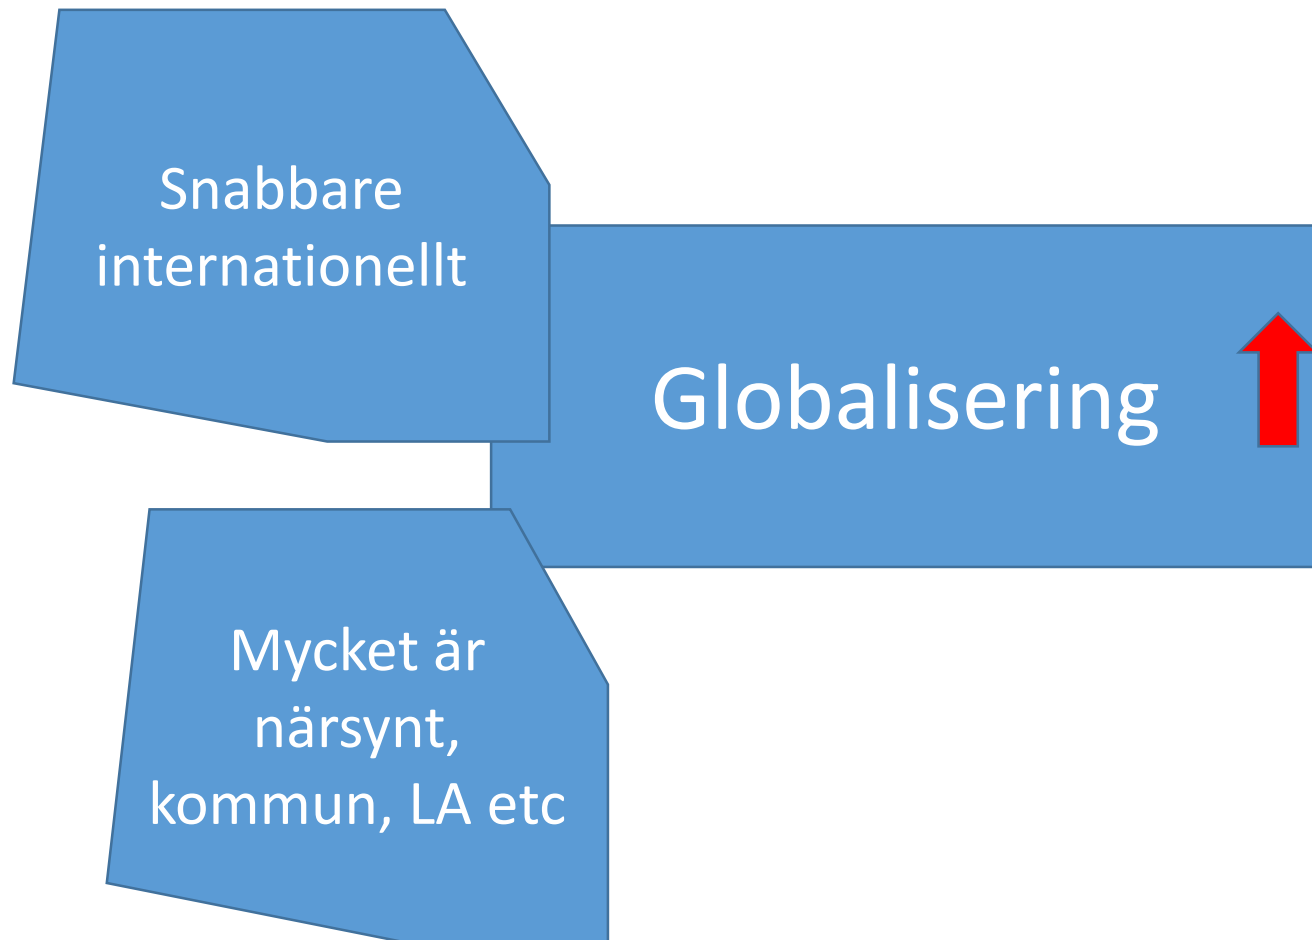 Snabbare
internationellt
Globalisering
Mycket är
närsynt,
kommun, LA etc